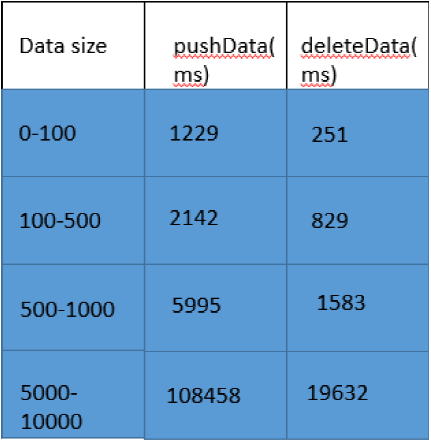 Data size pushData( deleteData(
ms) ms)
0-100 1229 251
100-500 2142 829
500-1000 5995 1583
5000- 108458 19632
10000